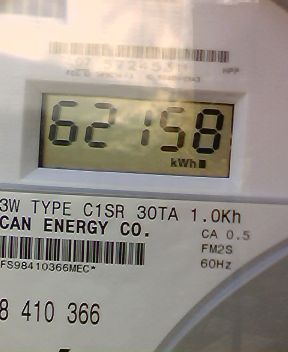 62158
kWh
3W TYPE C1SR 30TA 1.0Kh
CAN ENERGY CO.
CA 0.5
FM2S
FS98410366MEC*
60Hz
8 410 366